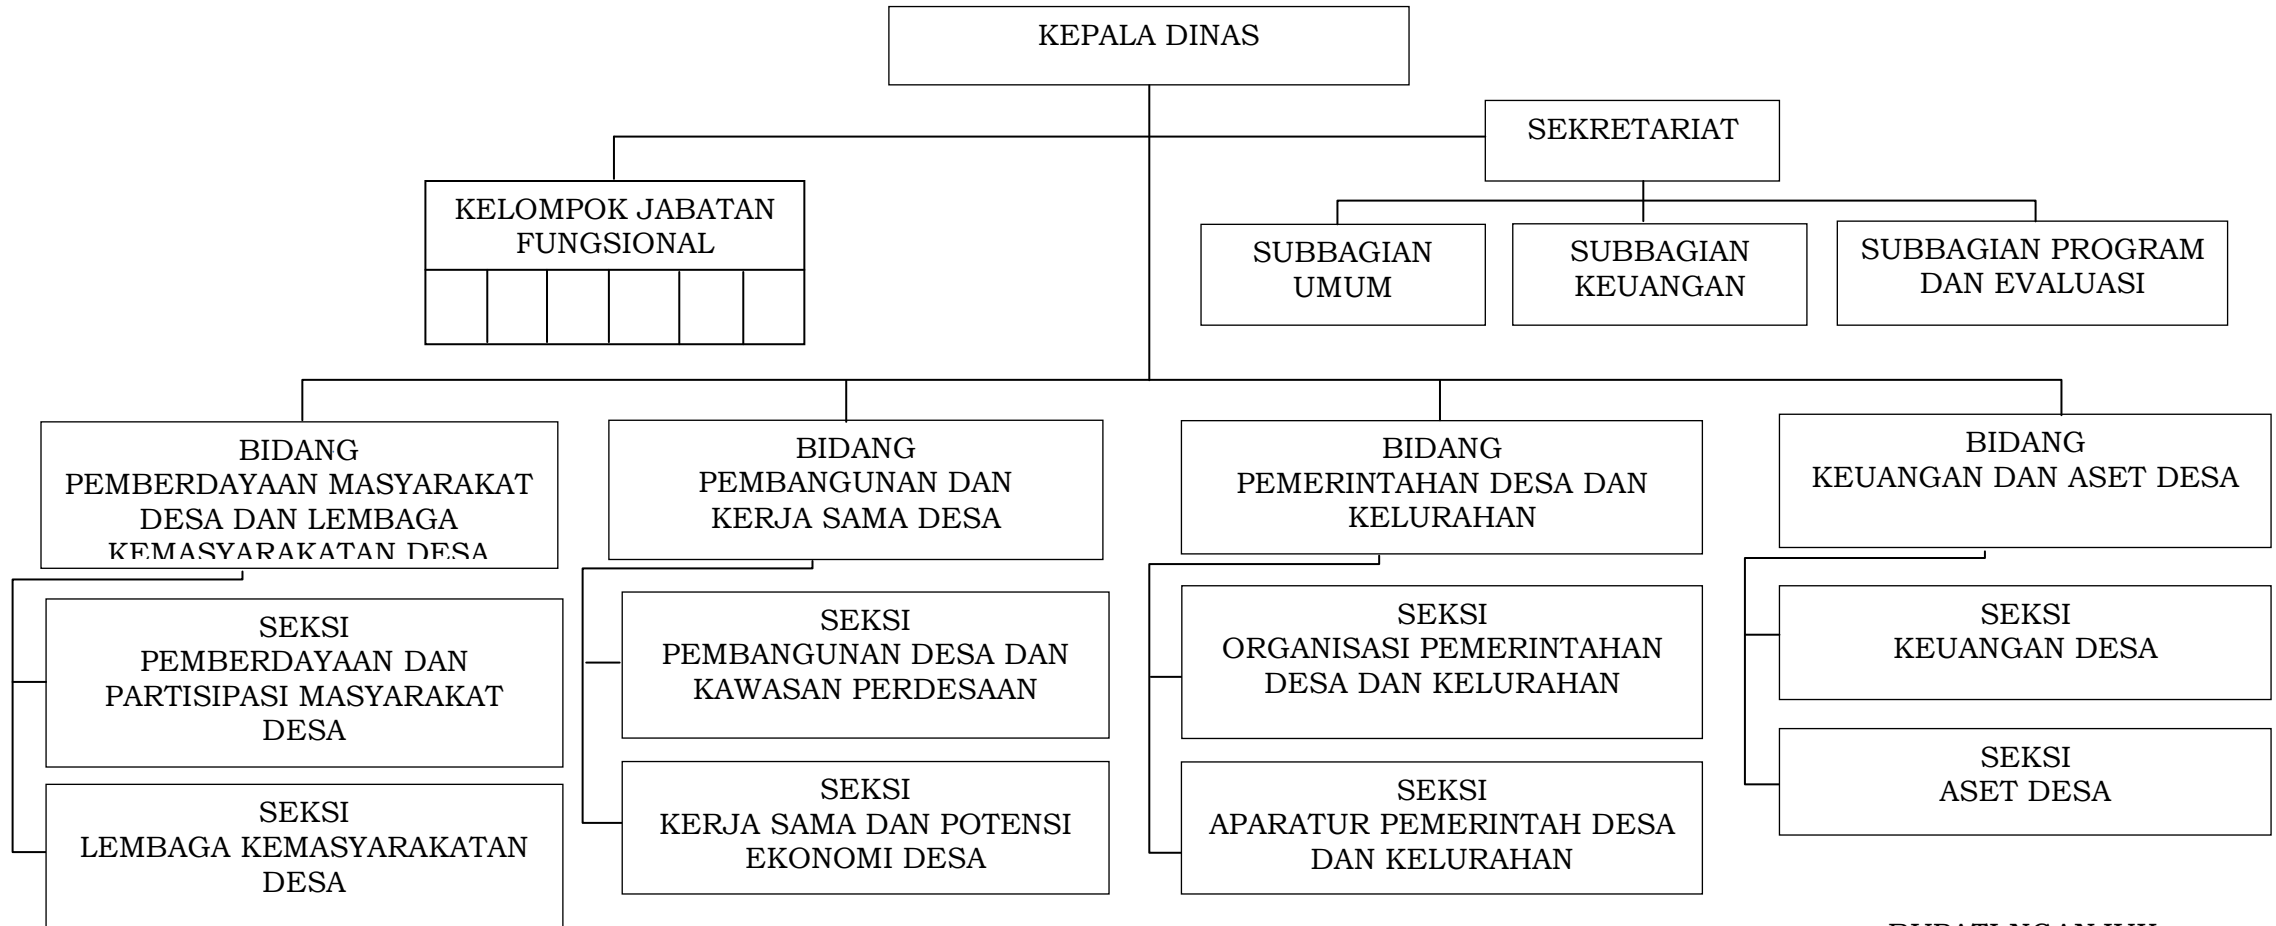 KEPALA DINAS
SEKRETARIAT
KELOMPOK JABATAN
FUNGSIONAL
SUBBAGIAN
UMUM
SUBBAGIAN
KEUANGAN
SUBBAGIAN PROGRAM
DAN EVALUASI
BIDANG
PEMBERDAYAAN MASYARAKAT
DESA DAN LEMBAGA
KEMASYARAKATAN DESA
SEKSI
PEMBERDAYAAN DAN
PARTISIPASI MASYARAKAT
DESA
SEKSI
LEMBAGA KEMASYARAKATAN
DESA
BIDANG
PEMBANGUNAN DAN
KERJA SAMA DESA
SEKSI
PEMBANGUNAN DESA DAN
KAWASAN PERDESAAN
SEKSI
KERJA SAMA DAN POTENSI
EKONOMI DESA
BIDANG
PEMERINTAHAN DESA DAN
KELURAHAN
SEKSI
ORGANISASI PEMERINTAHAN
DESA DAN KELURAHAN
SEKSI
APARATUR PEMERINTAH DESA
DAN KELURAHAN
BIDANG
KEUANGAN DAN ASET DESA
SEKSI
KEUANGAN DESA
SEKSI
ASET DESA